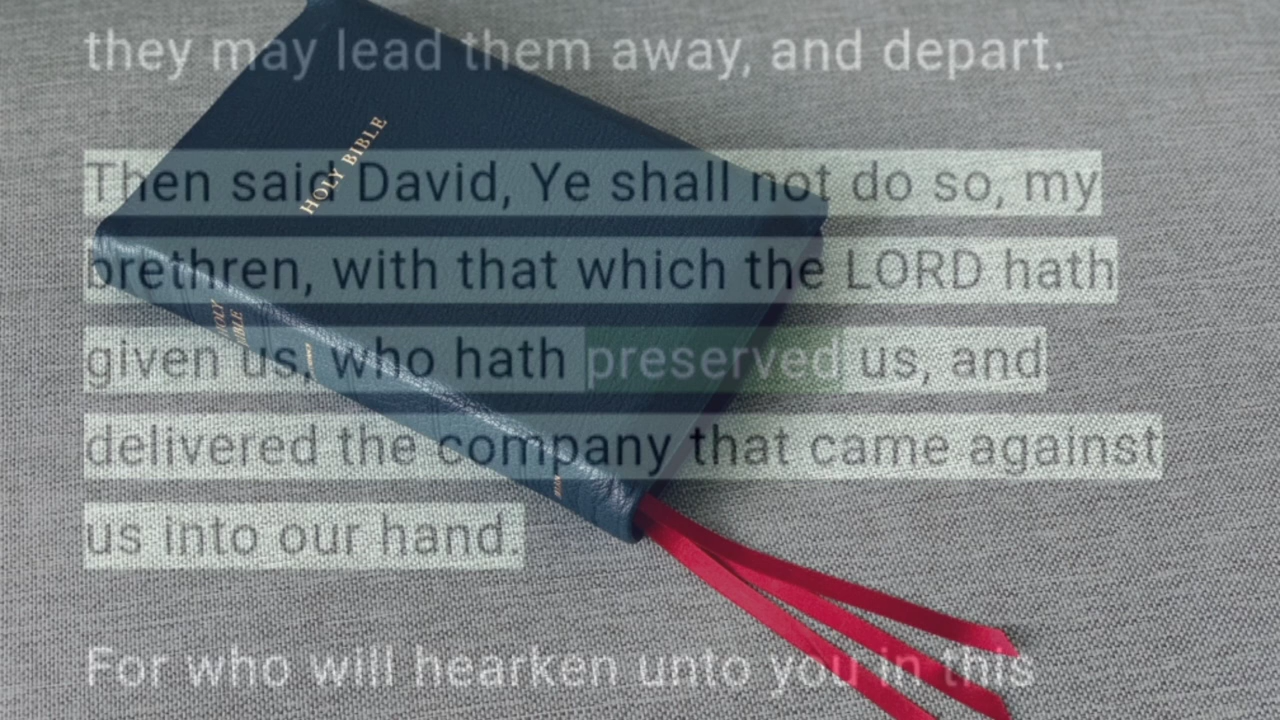 they may lead them away, and depart.
HOLY BIBLE
Then said David, Ye shall not do so, my
brethren, with that which the LORD hath
HOLY
BIBLE
given us, who hath preserved us, and
delivered the company that came against
us into our hand.
For who will hearken unto you in this